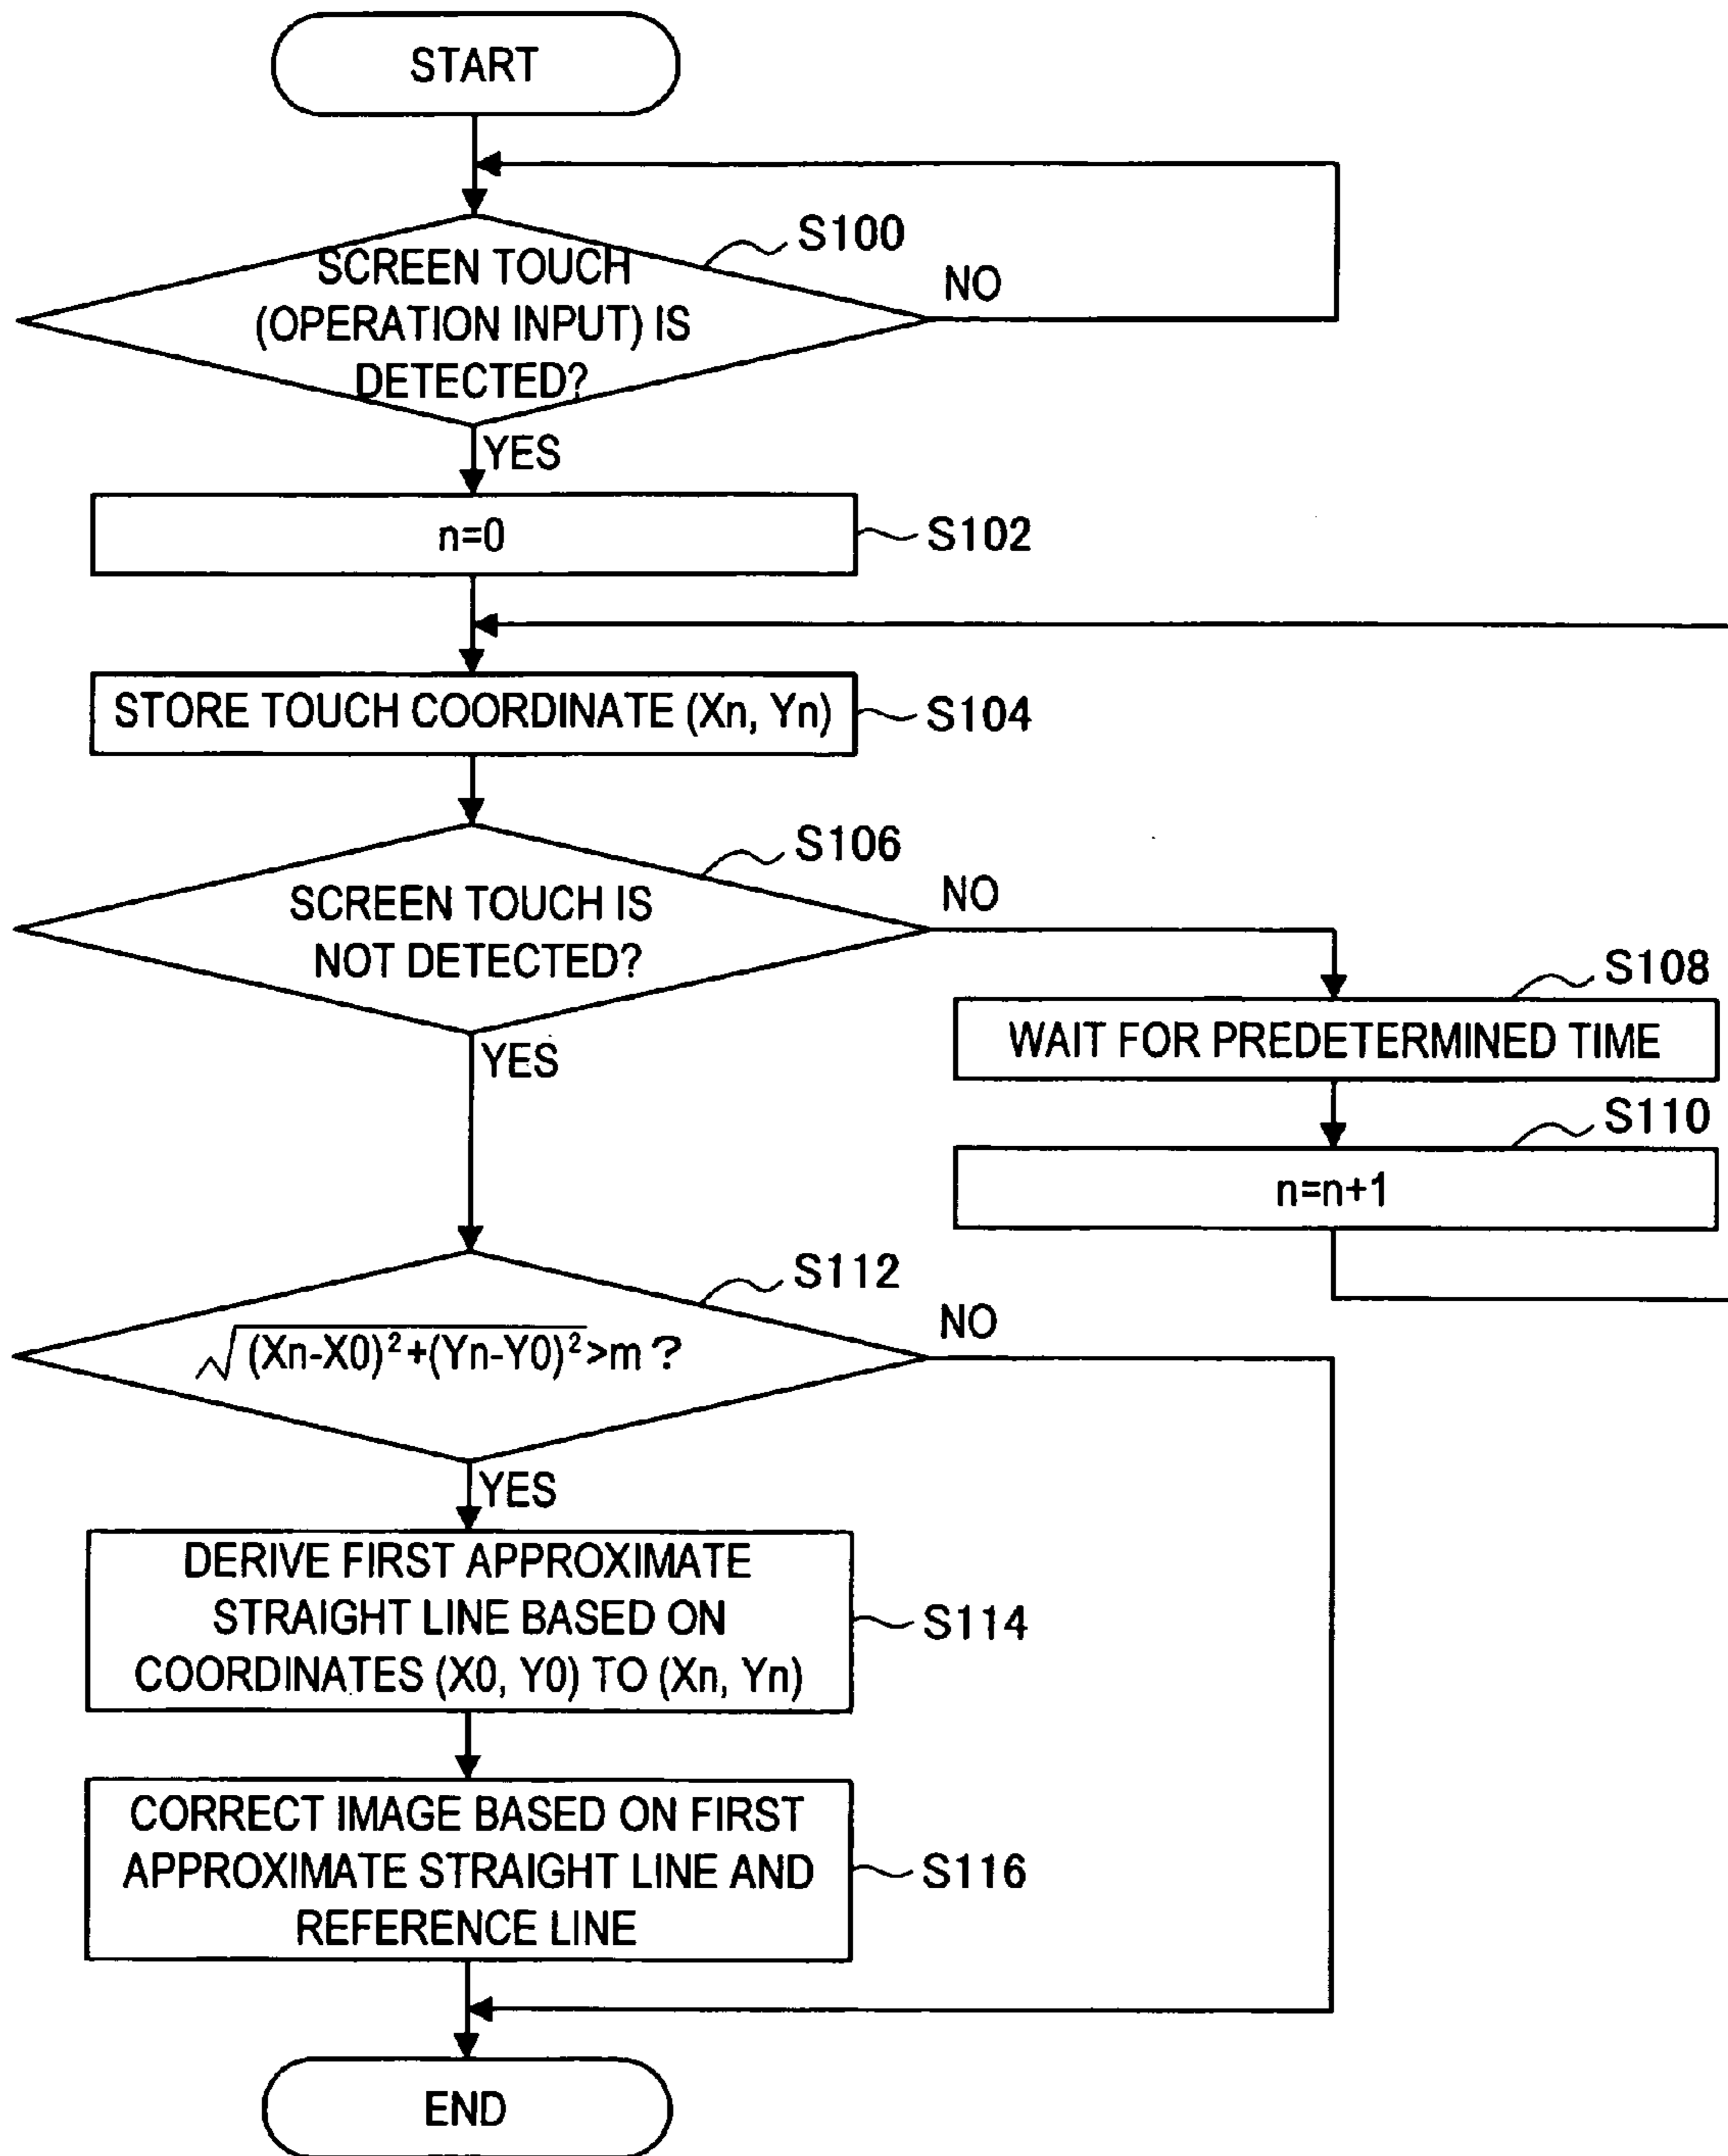 START
S100
SCREEN TOUCH
(OPERATION INPUT) IS
DETECTED?
NO
YES
n=0
S102
STORE TOUCH COORDINATE (Xn, Yn)
S104
S106
SCREEN TOUCH IS
NOT DETECTED?
NO
YES
S108
WAIT FOR PREDETERMINED TIME
S110
n=n+1
S112
√(Xn-X0)²+(Yn-Y0)²>m ?
NO
YES
DERIVE FIRST APPROXIMATE
STRAIGHT LINE BASED ON
COORDINATES (X0, Y0) TO (Xn, Yn)
S114
CORRECT IMAGE BASED ON FIRST
APPROXIMATE STRAIGHT LINE AND
REFERENCE LINE
S116
END